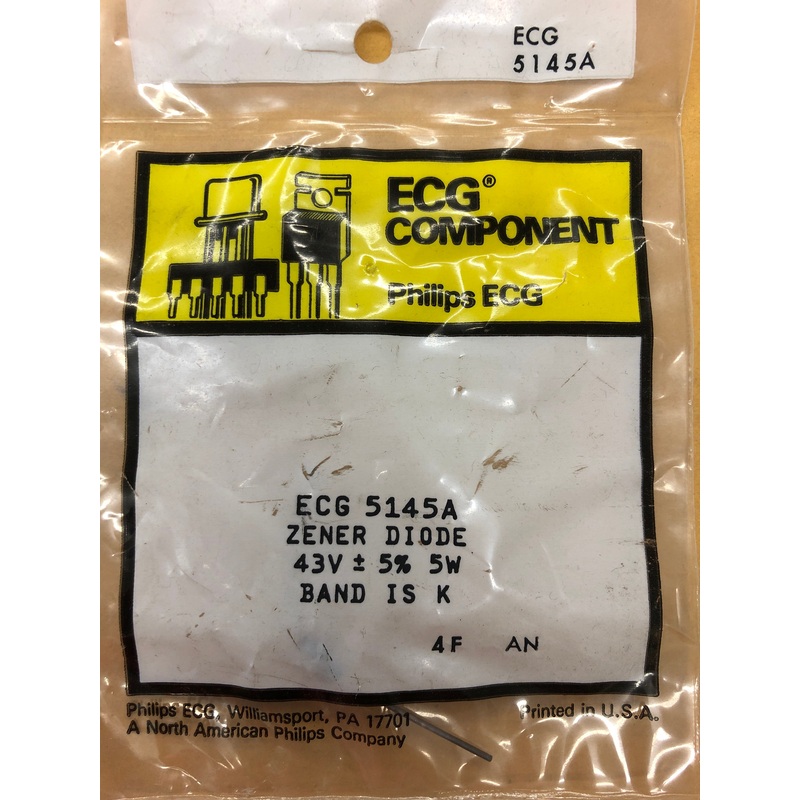 ECG
5145A
ECG®
COMPONENT
Philips ECG
ECG 5145A
ZENER DIODE
43V ± 5% 5W
BAND IS K
4F AN
Philips ECG, Williamsport, PA 17701
A North American Philips Company
Printed in U.S.A.